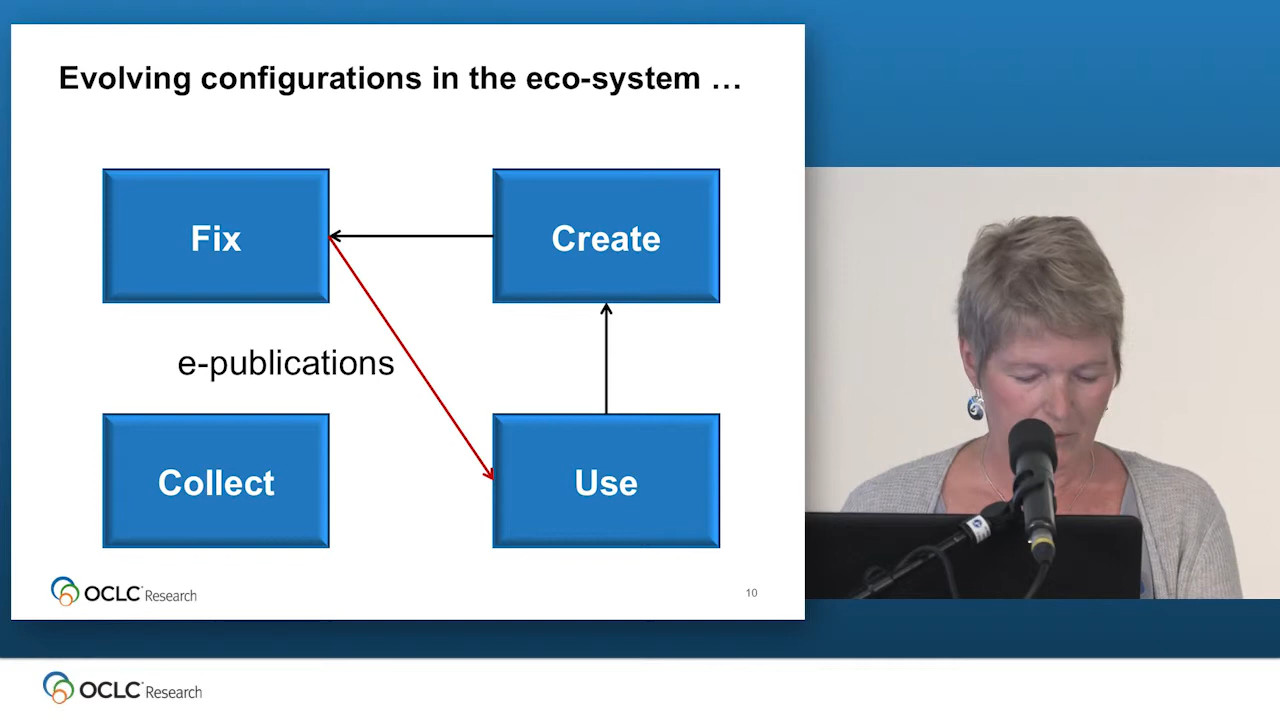 Evolving configurations in the eco-system …
Fix
Create
e-publications
Collect
Use
OCLC Research
10
OCLC Research